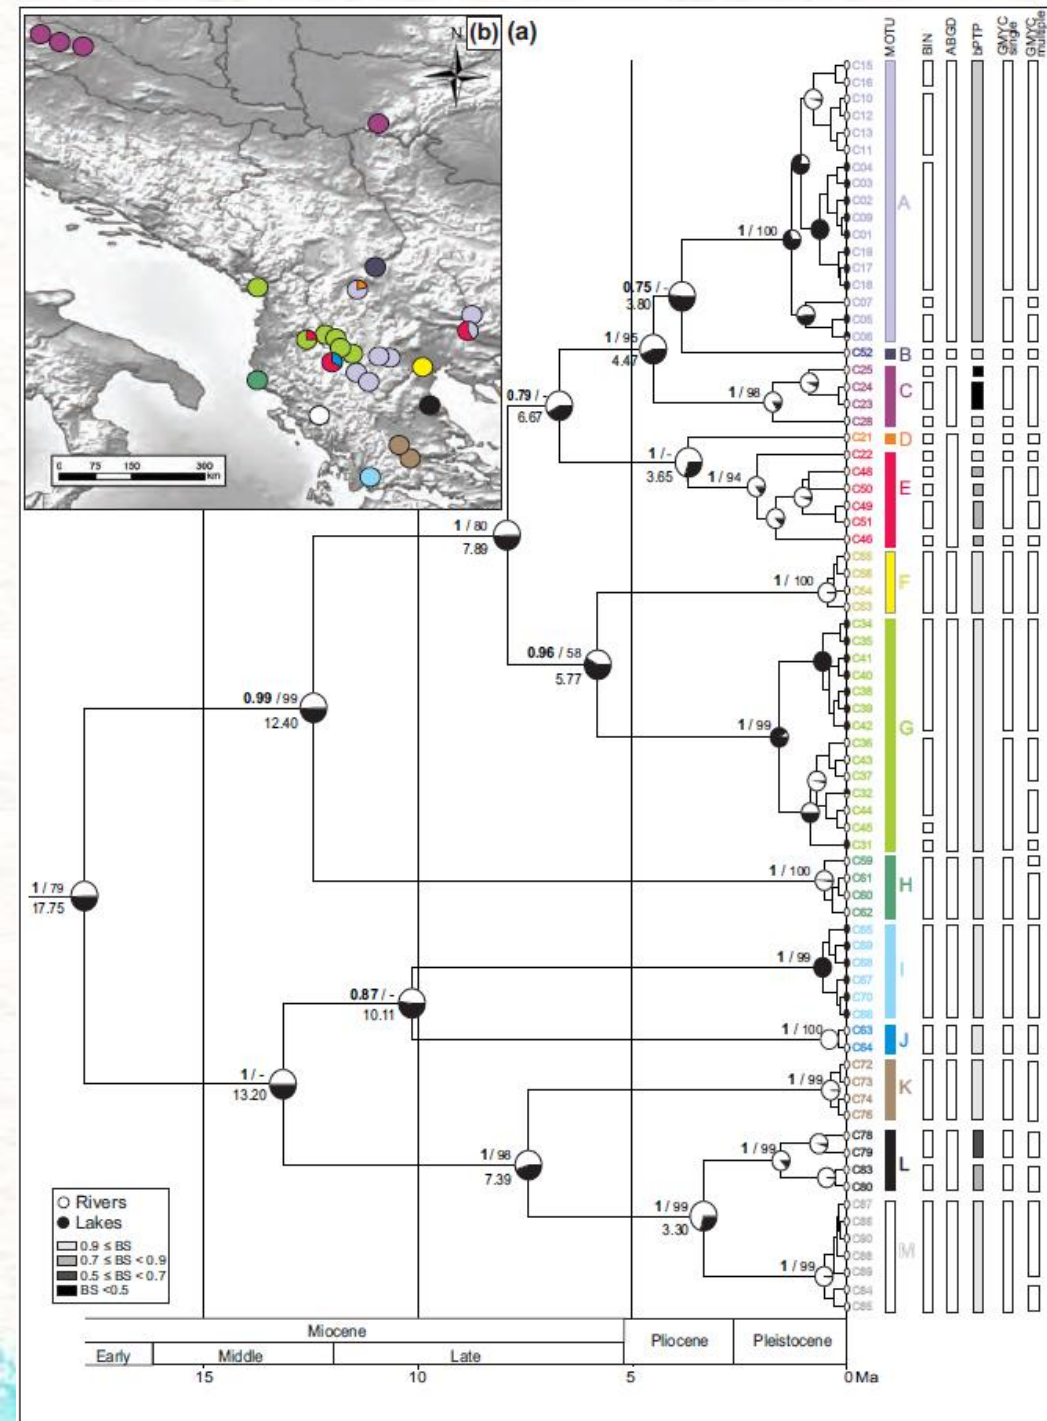 N (b) (a)
MOTU
BIN
ABGD
bPTP
GMYC
single
GMYC
multiple
C15
C16
C10
C12
C13
C11
C04
C03
C02
C09
C01
C18
C17
C07
C05
C06
C52
C25
C24
C23
C28
C21
C22
C48
C50
C49
C51
C46
C54
C53
C34
C35
C41
C40
C38
C39
C42
C36
C43
C37
C32
C44
C45
C31
C59
C61
C60
C62
C69
C68
C67
C70
C66
C63
C64
C72
C73
C74
C78
C79
C83
C80
C87
C90
C88
C89
C84
C85
A
B
C
D
E
F
G
H
I
J
K
L
M
1 / 100
0.75 / -
3.80
1 / 95
4.47
1 / 98
0.79 / -
6.67
1 / -
3.65
1 / 94
1 / 80
7.89
1 / 100
0.96 / 58
5.77
1 / 99
0.99 / 99
12.40
1 / 100
1 / 79
17.75
1 / 99
0.87 / -
10.11
1 / 100
1 / -
13.20
1 / 99
1 / 98
7.39
1 / 99
1 / 99
3.30
1 / 99
0 75 150 300
km
Rivers
Lakes
0.9 ≤ BS
0.7 ≤ BS < 0.9
0.5 ≤ BS < 0.7
BS <0.5
Miocene
Pliocene
Pleistocene
Early
Middle
Late
15 10 5 0 Ma